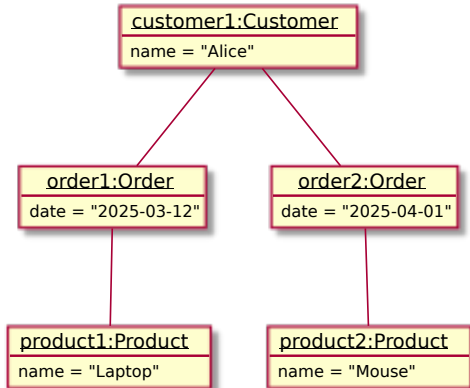 customer1:Customer
name = "Alice"
order1:Order
date = "2025-03-12"
order2:Order
date = "2025-04-01"
product1:Product
name = "Laptop"
product2:Product
name = "Mouse"